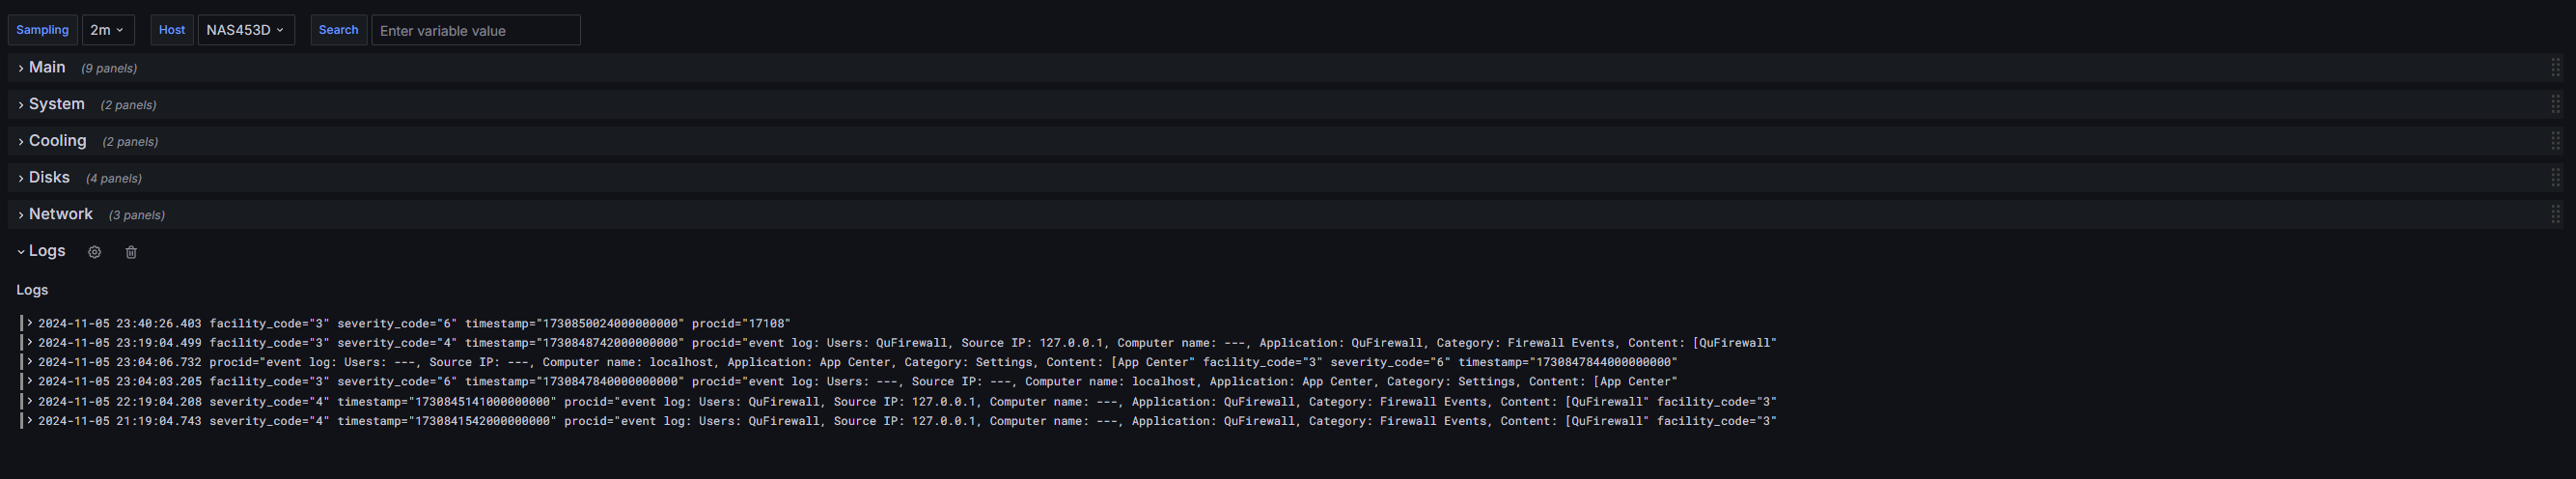 Sampling 2m Host NAS453D Search Enter variable value
Main (9 panels)
System (2 panels)
Cooling (2 panels)
Disks (4 panels)
Network (3 panels)
Logs
Logs
2024-11-05 23:40:26.403 facility_code="3" severity_code="6" timestamp="1730850024000000000" procid="17108"
2024-11-05 23:19:04.499 facility_code="3" severity_code="4" timestamp="1730848742000000000" procid="event log: Users: QuFirewall, Source IP: 127.0.0.1, Computer name: ---, Application: QuFirewall, Category: Firewall Events, Content: [QuFirewall"
2024-11-05 23:04:06.732 procid="event log: Users: ---, Source IP: ---, Computer name: localhost, Application: App Center, Category: Settings, Content: [App Center" facility_code="3" severity_code="6" timestamp="1730847844000000000"
2024-11-05 23:04:03.205 facility_code="3" severity_code="6" timestamp="1730847840000000000" procid="event log: Users: ---, Source IP: ---, Computer name: localhost, Application: App Center, Category: Settings, Content: [App Center"
2024-11-05 22:19:04.208 severity_code="4" timestamp="1730845141000000000" procid="event log: Users: QuFirewall, Source IP: 127.0.0.1, Computer name: ---, Application: QuFirewall, Category: Firewall Events, Content: [QuFirewall" facility_code="3"
2024-11-05 21:19:04.743 severity_code="4" timestamp="1730841542000000000" procid="event log: Users: QuFirewall, Source IP: 127.0.0.1, Computer name: ---, Application: QuFirewall, Category: Firewall Events, Content: [QuFirewall" facility_code="3"